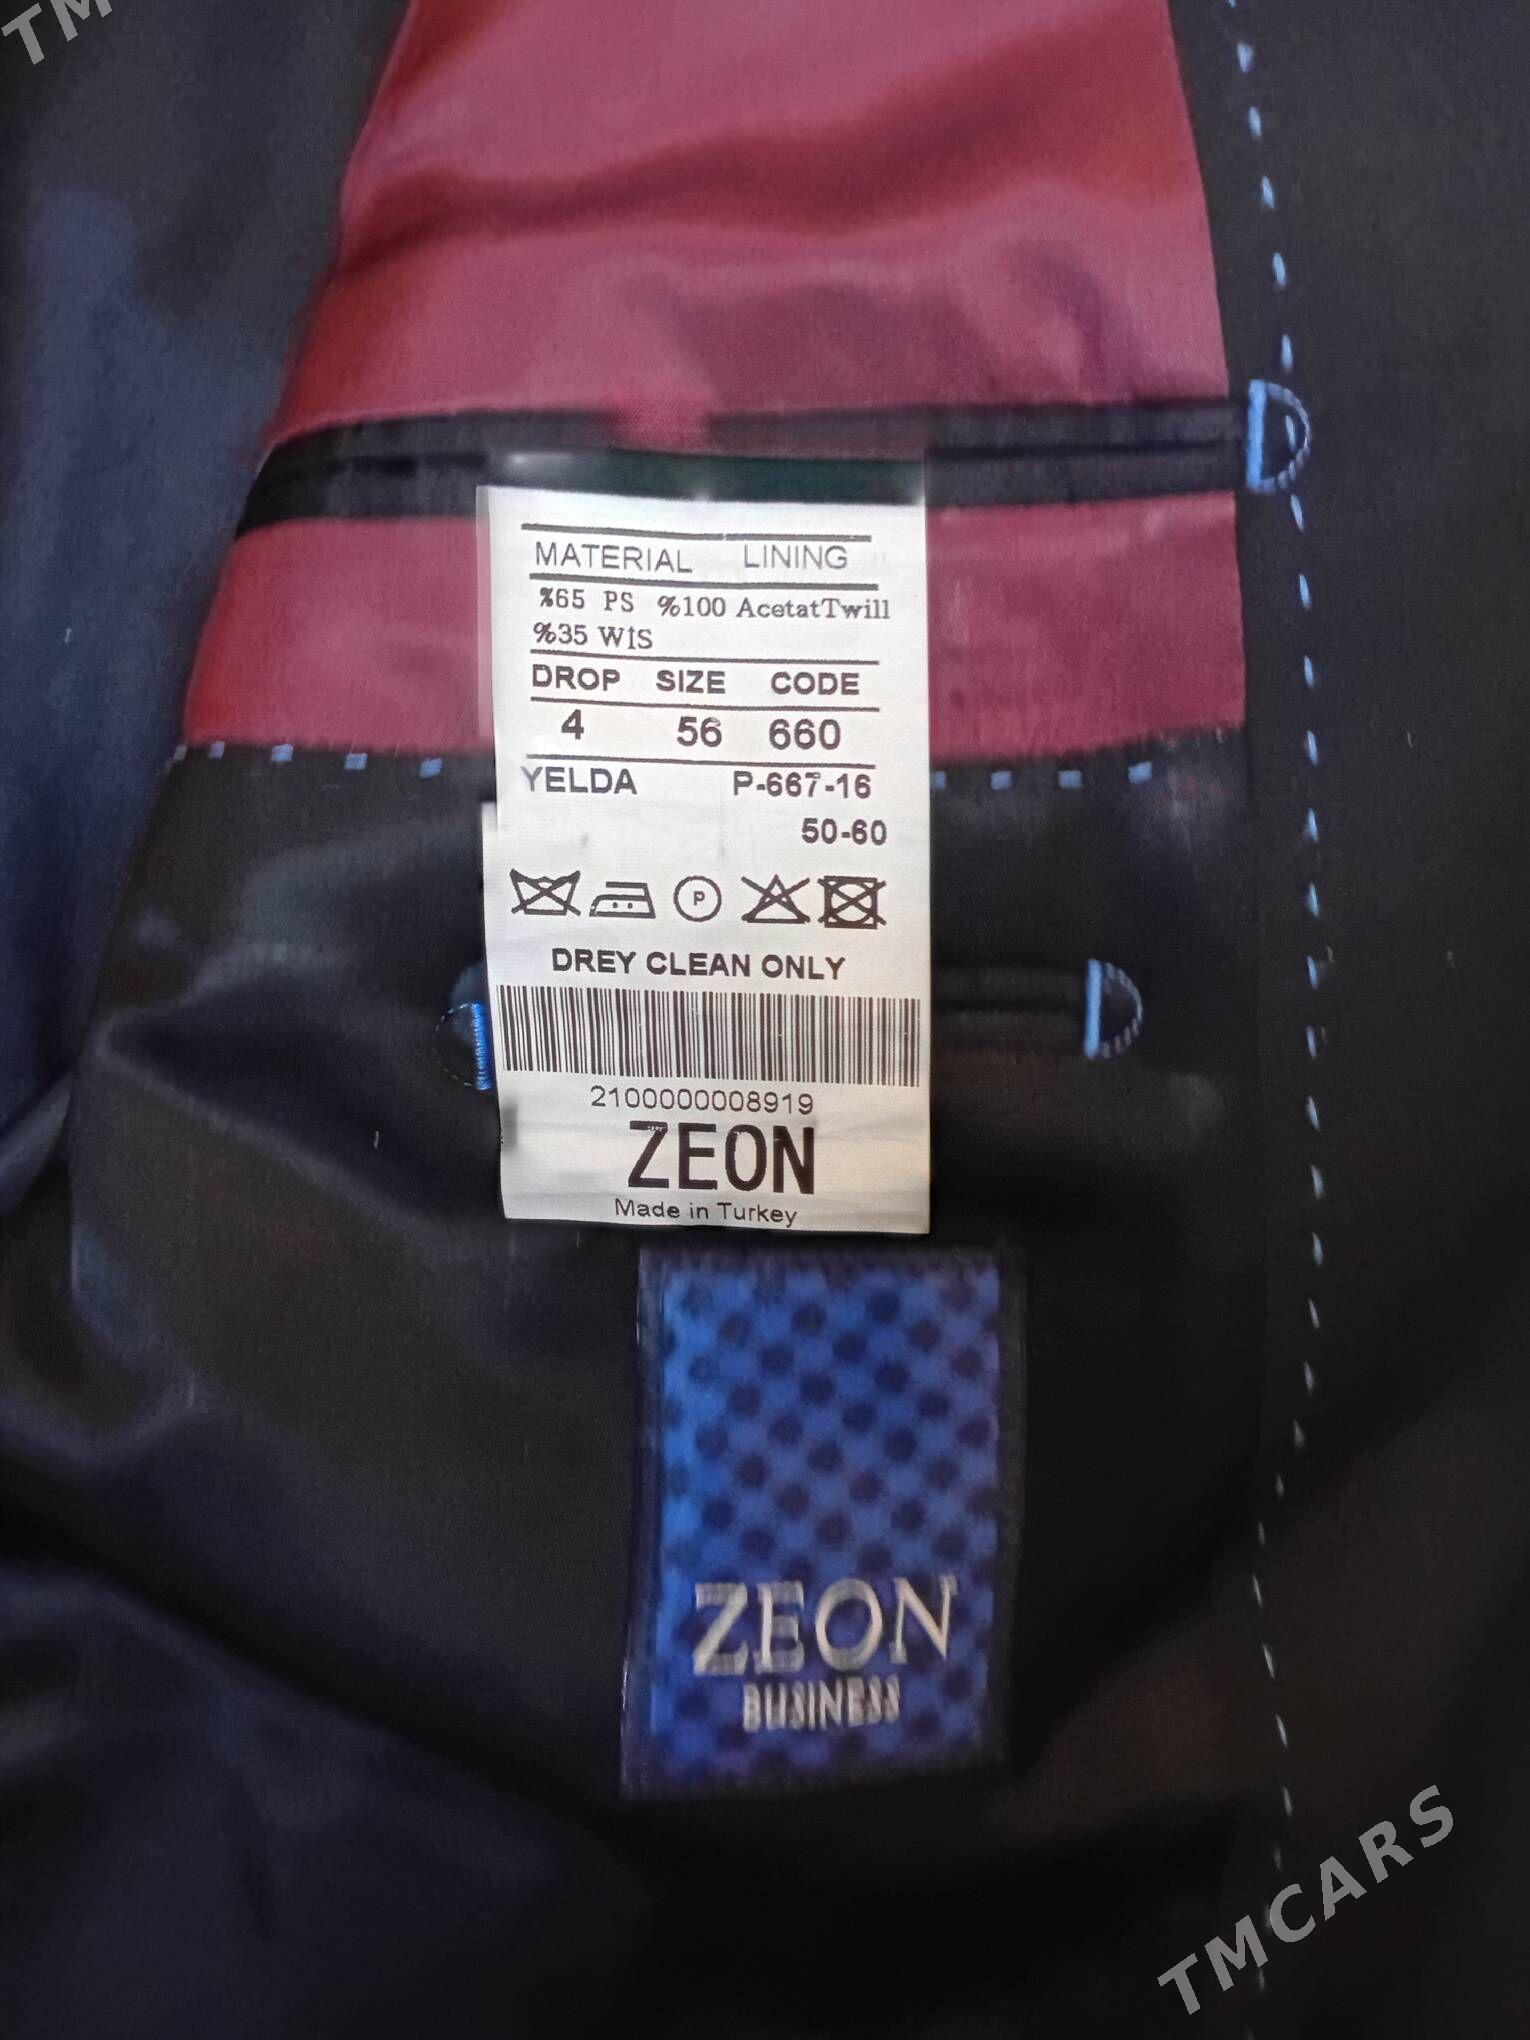 TM
MATERIAL LINING
%65 PS %100 AcetatTwill
%35 WİS
DROP SIZE CODE
4 56 660
YELDA P-667-16
50-60
P
DREY CLEAN ONLY
2100000008919
ZEON
Made in Turkey
ZEON
BUSINESS
TMCARS